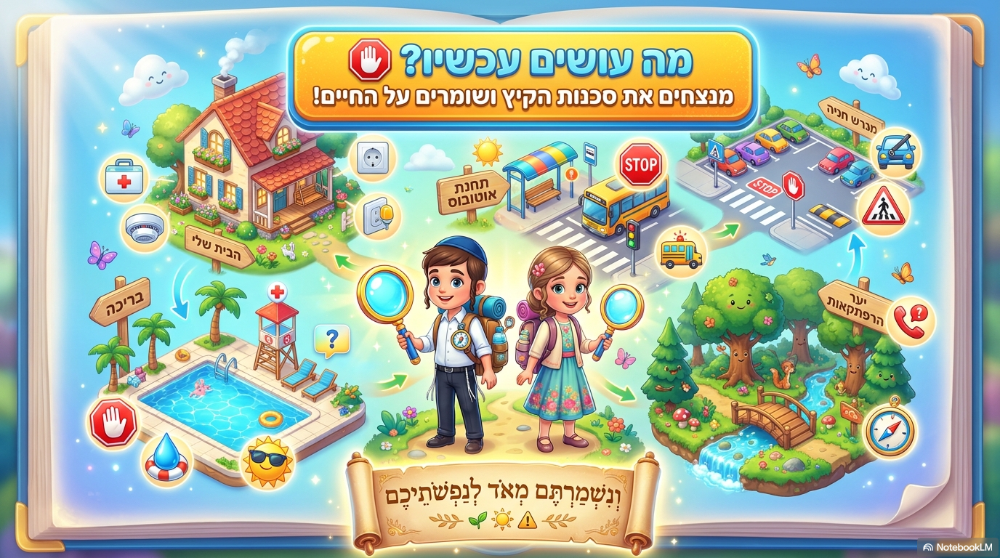 מה עושים עכשיו?
מנצחים את סכנות הקיץ ושומרים על החיים!
מגרש חניה
תחנת
אוטובוס
STOP
STOP
הבית שלי
בריכה
?
יער
הרפתקאות
?
וְנִשְׁמַרְתֶּם מְאֹד לְנַפְשֹׁתֵיכֶם
NotebookLM